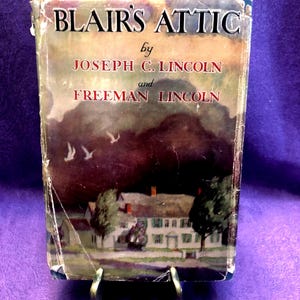 BLAIR'S ATTIC
by
JOSEPH C. LINCOLN
and
FREEMAN LINCOLN